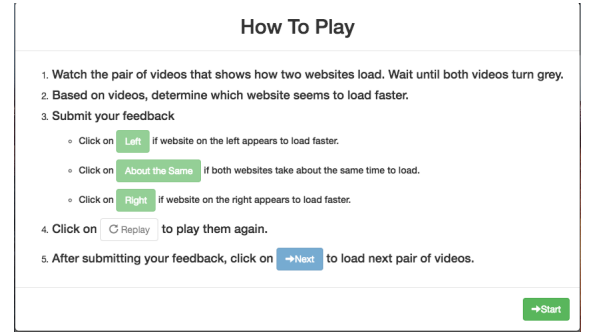 How To Play
1. Watch the pair of videos that shows how two websites load. Wait until both videos turn grey.
2. Based on videos, determine which website seems to load faster.
3. Submit your feedback
Click on Left if website on the left appears to load faster.
Click on About the Same if both websites take about the same time to load.
Click on Right if website on the right appears to load faster.
4. Click on Replay to play them again.
5. After submitting your feedback, click on Next to load next pair of videos.
Start